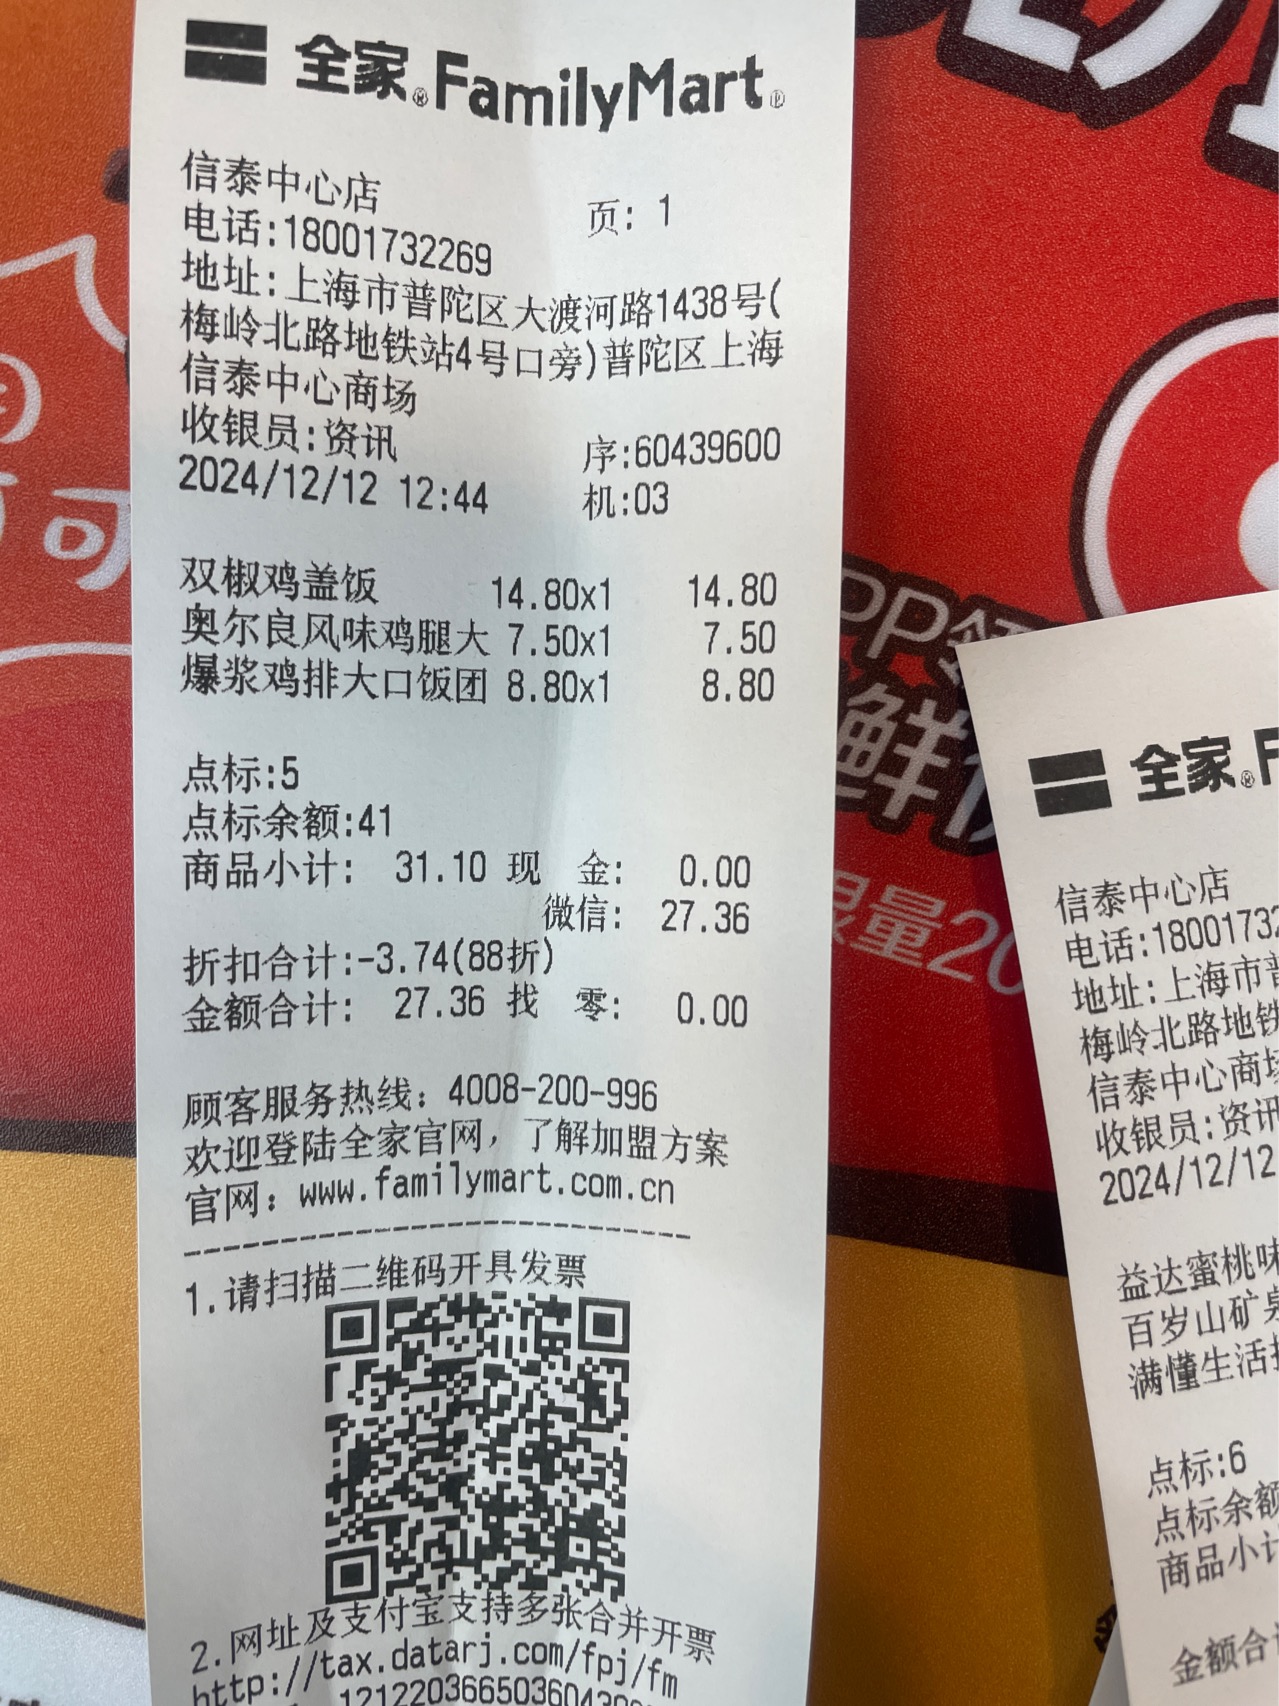 全家® FamilyMart®
信泰中心店
页: 1
电话:18001732269
地址:上海市普陀区大渡河路1438号(
梅岭北路地铁站4号口旁)普陀区上海
信泰中心商场
收银员:资讯 序:60439600
2024/12/12 12:44 机:03
双椒鸡盖饭 14.80x1 14.80
奥尔良风味鸡腿大 7.50x1 7.50
爆浆鸡排大口饭团 8.80x1 8.80
点标:5
点标余额:41
商品小计: 31.10 现 金: 0.00
微信: 27.36
折扣合计:-3.74(88折)
金额合计: 27.36 找 零: 0.00
顾客服务热线: 4008-200-996
欢迎登陆全家官网, 了解加盟方案
官网: www.familymart.com.cn
1.请扫描二维码开具发票
2.网址及支付宝支持多张合并开票
http://tax.datarj.com/fpj/fm
全家®
信泰中心店
电话:1800173
地址:上海市
梅岭北路地铁
信泰中心商
收银员:资讯
2024/12/12
益达蜜桃味
百岁山矿
满懂生活
点标:6
点标余额
商品小计
金额合
可
限量20